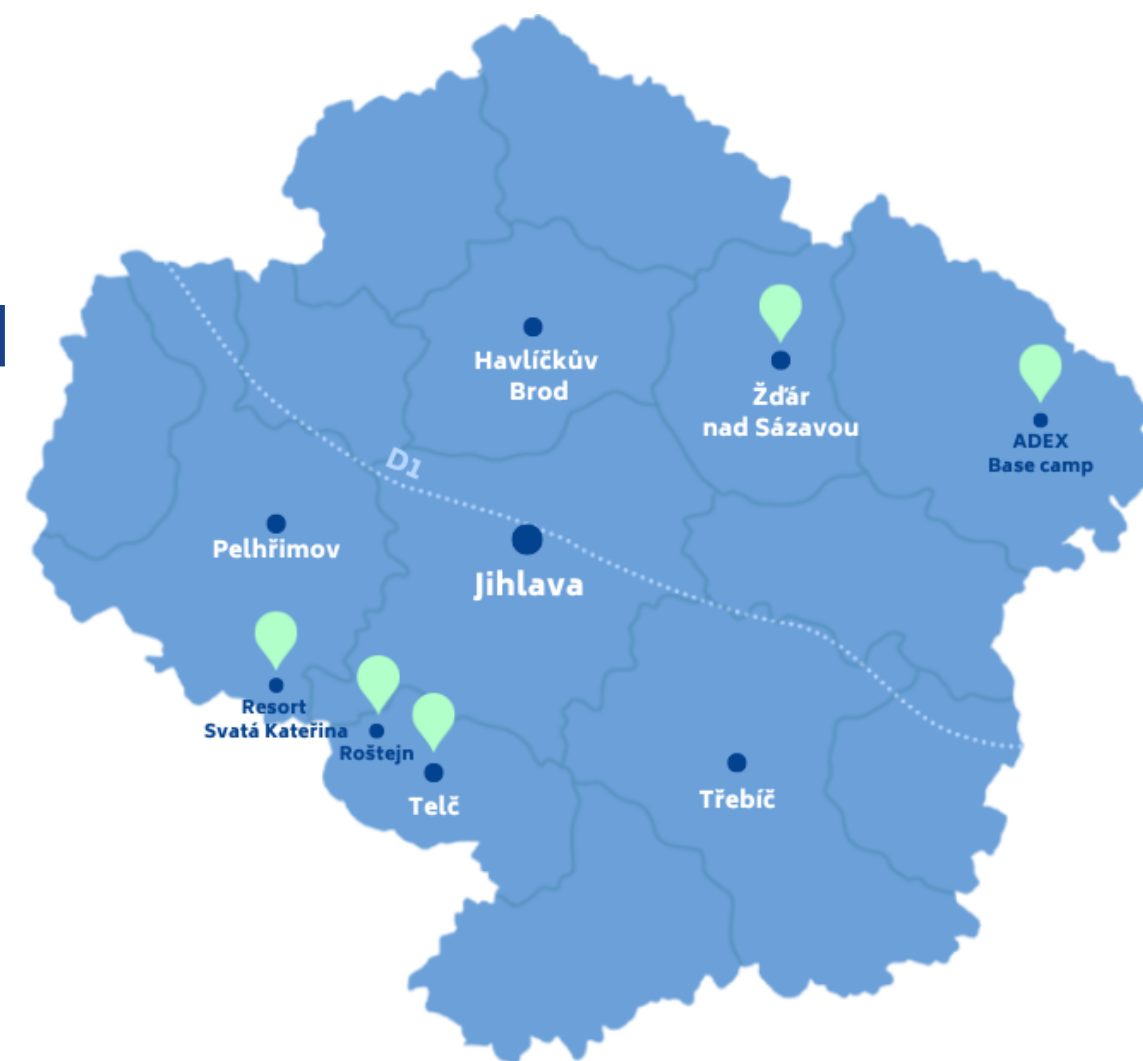 Havlíčkův
Brod
Žďár
nad Sázavou
ADEX
Base camp
D1
Pelhřimov
Jihlava
Resort
Svatá Kateřina
Roštejn
Telč
Třebíč